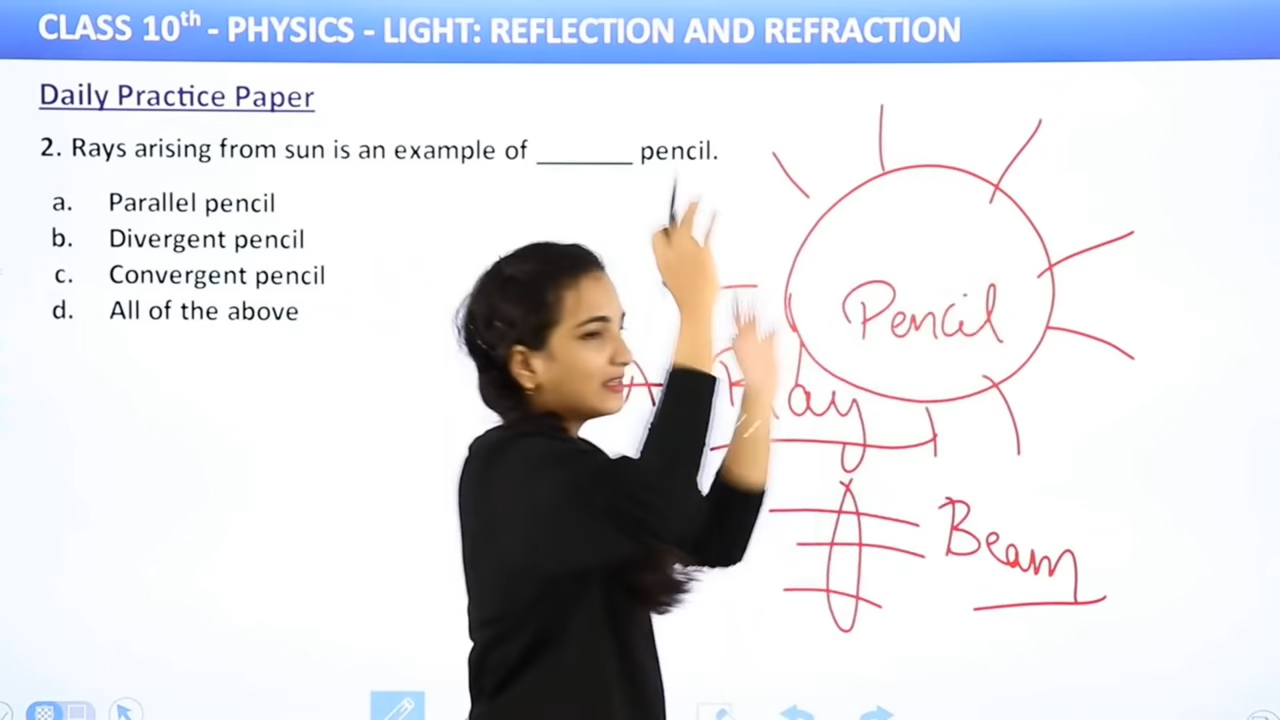 CLASS 10th - PHYSICS - LIGHT: REFLECTION AND REFRACTION
Daily Practice Paper
2. Rays arising from sun is an example of _______ pencil.
a. Parallel pencil
b. Divergent pencil
c. Convergent pencil
d. All of the above
Pencil
A Ray
Beam